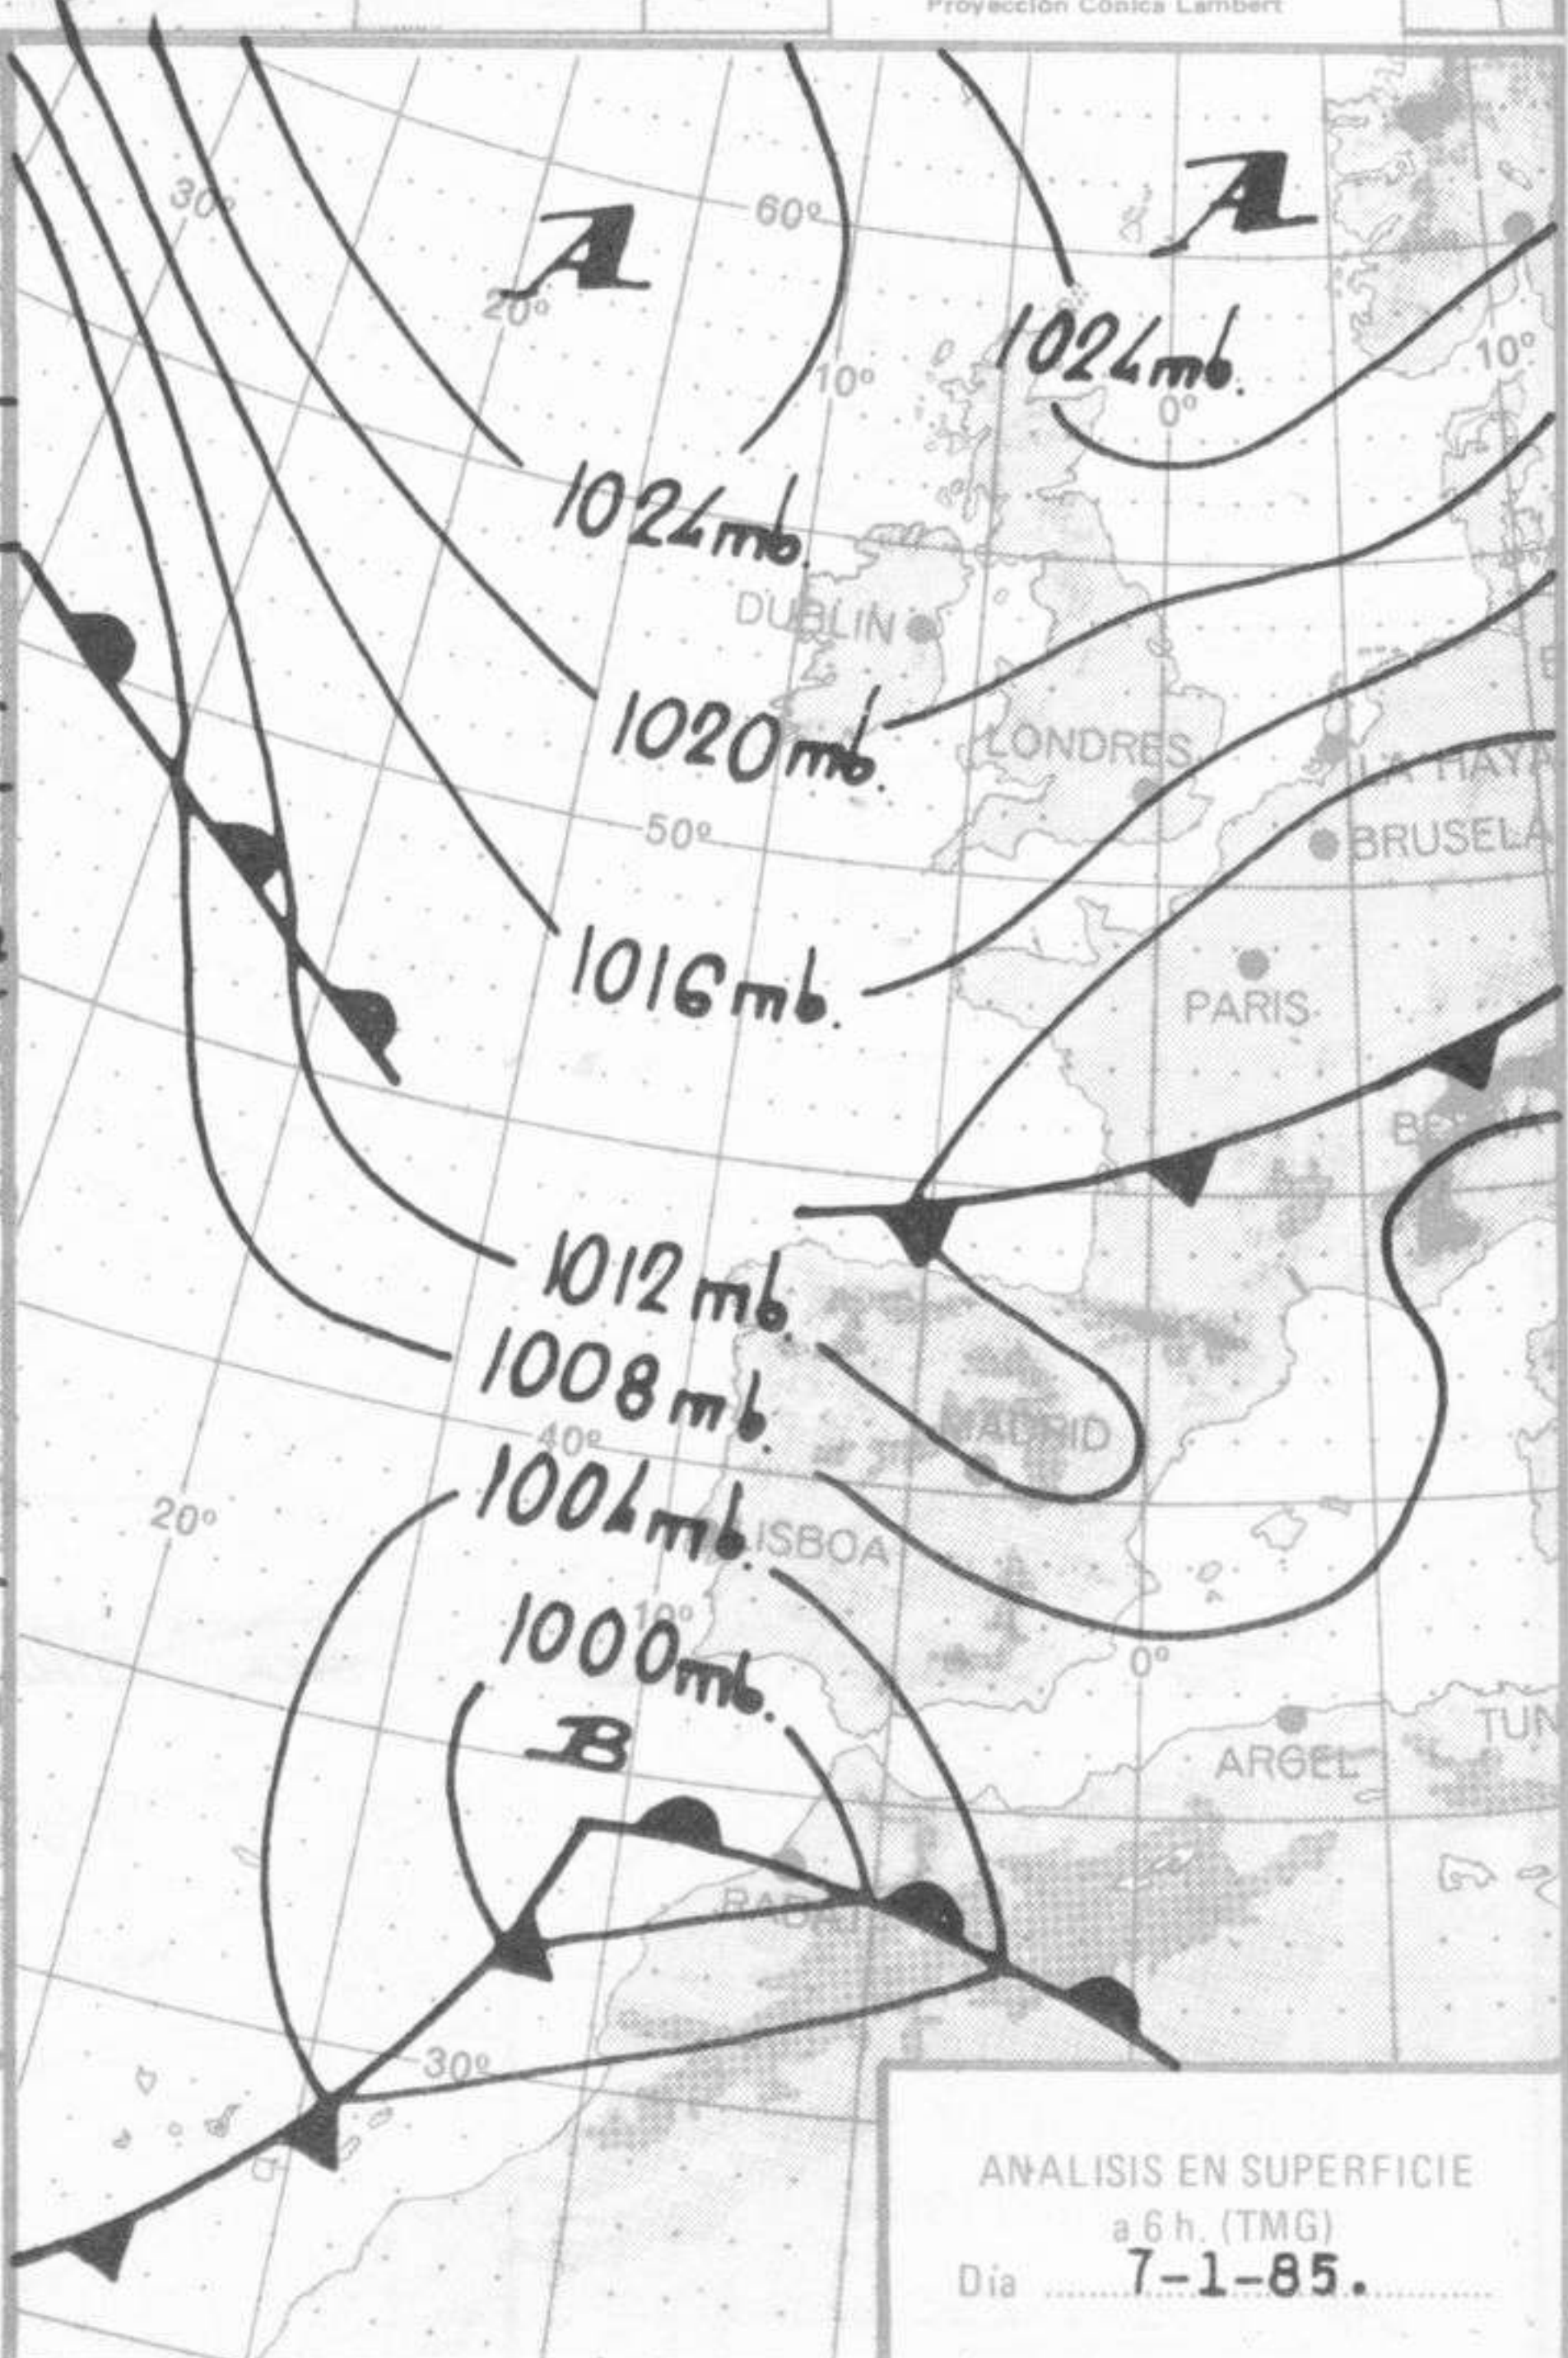 Proyección Cónica Lambert
A
30º
60º
A
20º
1024mb.
10º
10º
0º
1024mb.
DUBLIN
1020mb.
LONDRES
LA HAYA
50º
BRUSELA
1016mb.
PARIS
1012mb.
1008mb.
MADRID
40º
1004mb.
20º
LISBOA
1000mb.
10º
0º
B
TUN
ARGEL
30º
ANALISIS EN SUPERFICIE
a 6 h. (TMG)
Día 7-1-85.